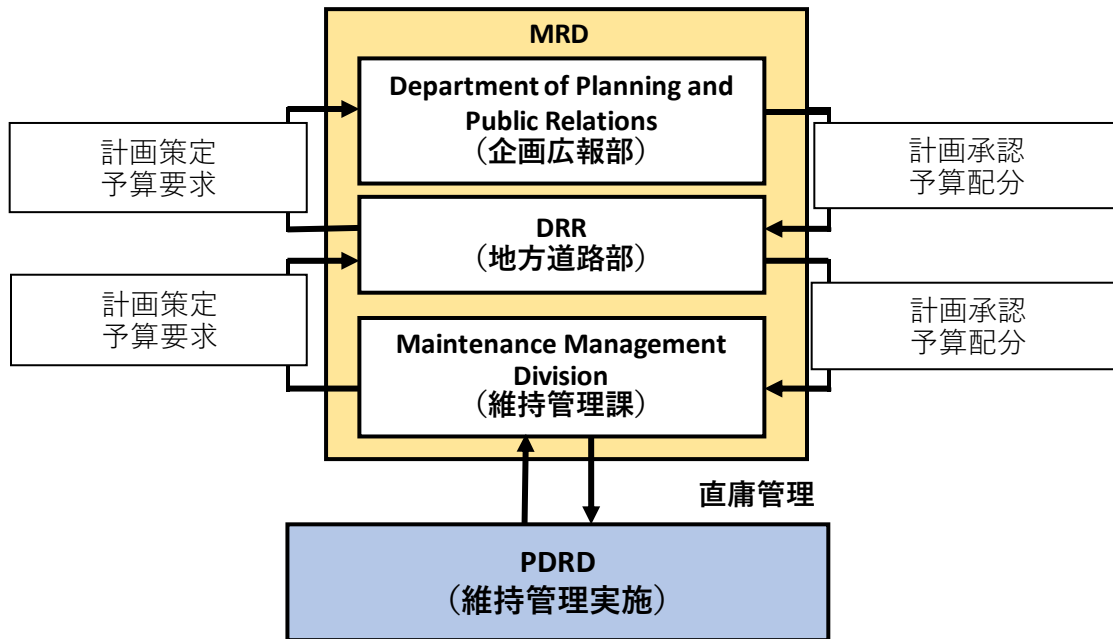 MRD
Department of Planning and
Public Relations
（企画広報部）
計画策定
予算要求
計画承認
予算配分
DRR
（地方道路部）
計画策定
予算要求
計画承認
予算配分
Maintenance Management
Division
（維持管理課）
直庸管理
PDRD
（維持管理実施）